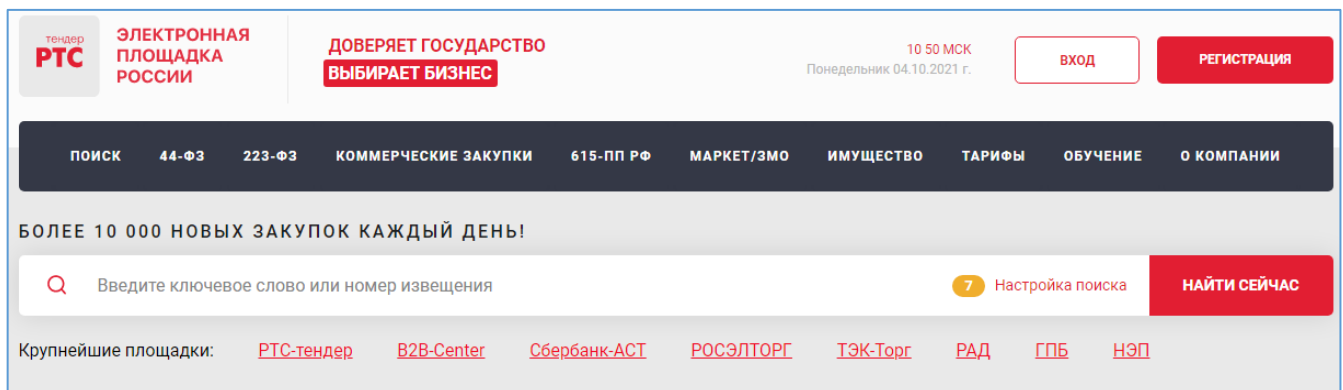 тендер
РТС
ЭЛЕКТРОННАЯ
ПЛОЩАДКА
РОССИИ
ДОВЕРЯЕТ ГОСУДАРСТВО
ВЫБИРАЕТ БИЗНЕС
10 50 МСК
Понедельник 04.10.2021 г.
ВХОД
РЕГИСТРАЦИЯ
ПОИСК 44-ФЗ 223-ФЗ КОММЕРЧЕСКИЕ ЗАКУПКИ 615-ПП РФ МАРКЕТ/ЗМО ИМУЩЕСТВО ТАРИФЫ ОБУЧЕНИЕ О КОМПАНИИ
БОЛЕЕ 10 000 НОВЫХ ЗАКУПОК КАЖДЫЙ ДЕНЬ!
Введите ключевое слово или номер извещения 7 Настройка поиска НАЙТИ СЕЙЧАС
Крупнейшие площадки: РТС-тендер B2B-Center Сбербанк-АСТ РОСЭЛТОРГ ТЭК-Торг РАД ГПБ НЭП